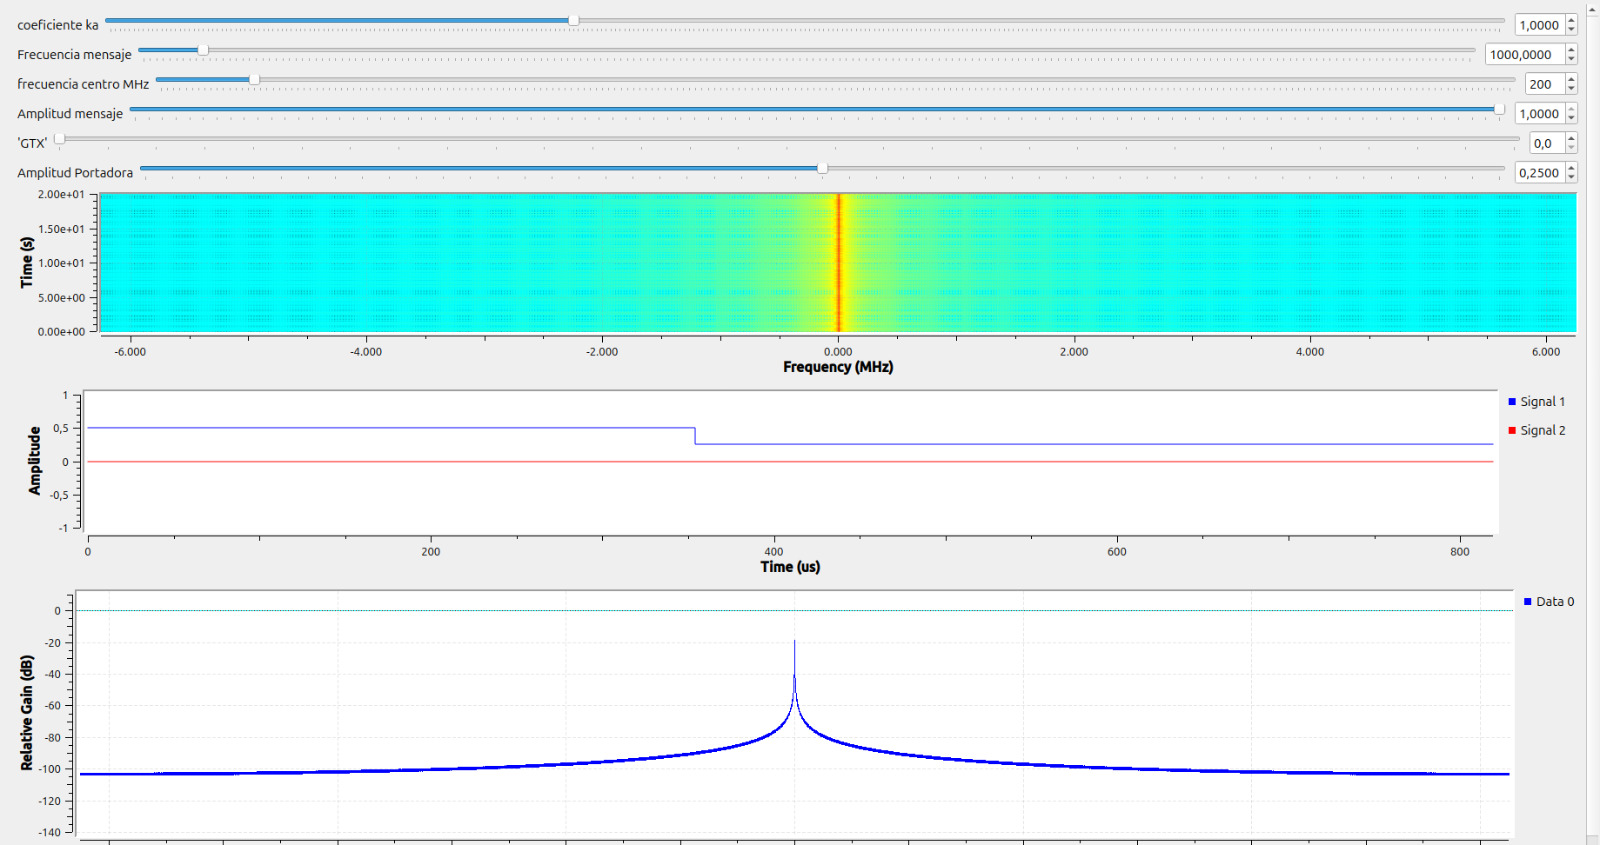 coeficiente ka 1,0000
Frecuencia mensaje 1000,0000
frecuencia centro MHz 200
Amplitud mensaje 1,0000
'GTX' 0,0
Amplitud Portadora 0,2500
2.00e+01
1.50e+01
1.00e+01
5.00e+00
0.00e+00
Time (s)
-6.000 -4.000 -2.000 0.000 2.000 4.000 6.000
Frequency (MHz)
1
0,5
0
-0,5
-1
Amplitude
Signal 1
Signal 2
0 200 400 600 800
Time (us)
0
-20
-40
-60
-80
-100
-120
-140
Relative Gain (dB)
Data 0